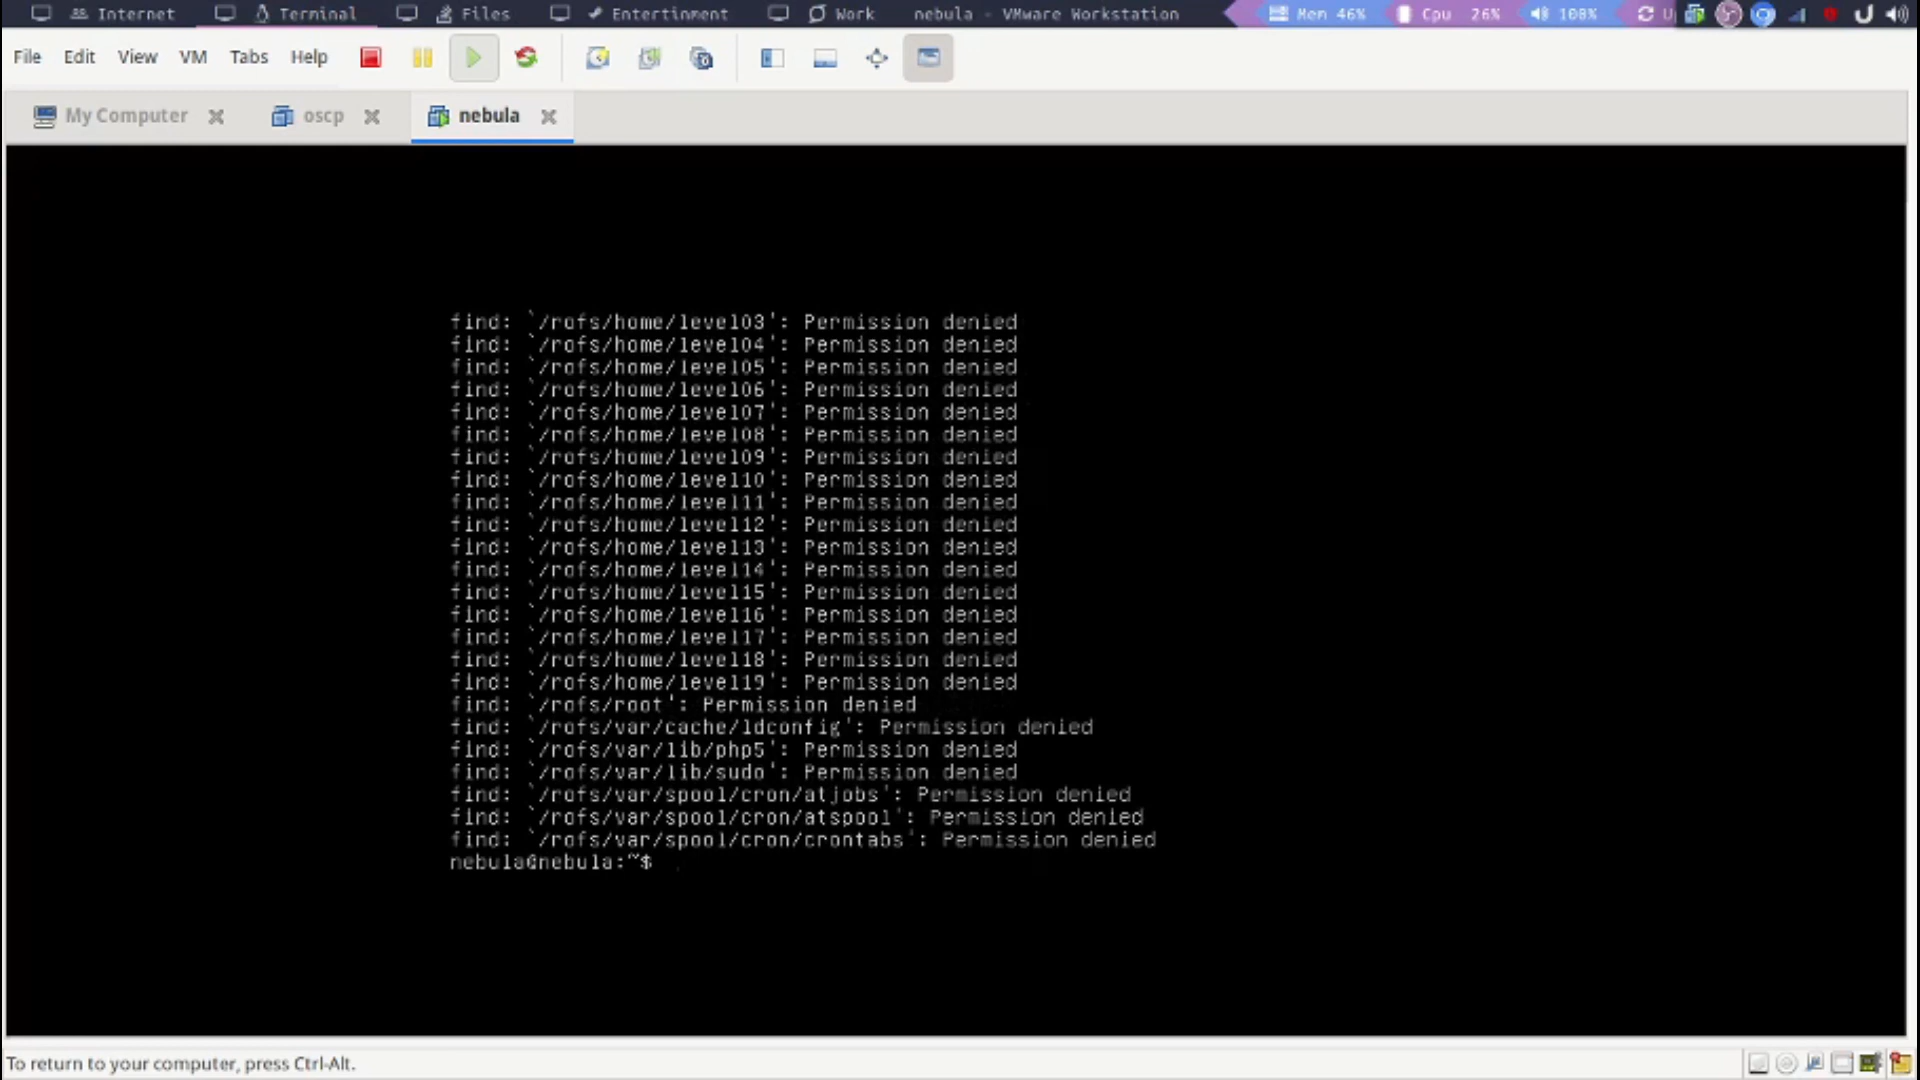 Internet Terminal Files Entertinment Work nebula - VMware Workstation Mem 46% Cpu 26% 100%
File Edit View VM Tabs Help
My Computer oscp nebula
find: `/rofs/home/level03': Permission denied
find: `/rofs/home/level04': Permission denied
find: `/rofs/home/level05': Permission denied
find: `/rofs/home/level06': Permission denied
find: `/rofs/home/level07': Permission denied
find: `/rofs/home/level08': Permission denied
find: `/rofs/home/level09': Permission denied
find: `/rofs/home/level10': Permission denied
find: `/rofs/home/level11': Permission denied
find: `/rofs/home/level12': Permission denied
find: `/rofs/home/level13': Permission denied
find: `/rofs/home/level14': Permission denied
find: `/rofs/home/level15': Permission denied
find: `/rofs/home/level16': Permission denied
find: `/rofs/home/level17': Permission denied
find: `/rofs/home/level18': Permission denied
find: `/rofs/home/level19': Permission denied
find: `/rofs/root': Permission denied
find: `/rofs/var/cache/ldconfig': Permission denied
find: `/rofs/var/lib/php5': Permission denied
find: `/rofs/var/lib/sudo': Permission denied
find: `/rofs/var/spool/cron/atjobs': Permission denied
find: `/rofs/var/spool/cron/atspool': Permission denied
find: `/rofs/var/spool/cron/crontabs': Permission denied
nebula@nebula:~$
To return to your computer, press Ctrl-Alt.